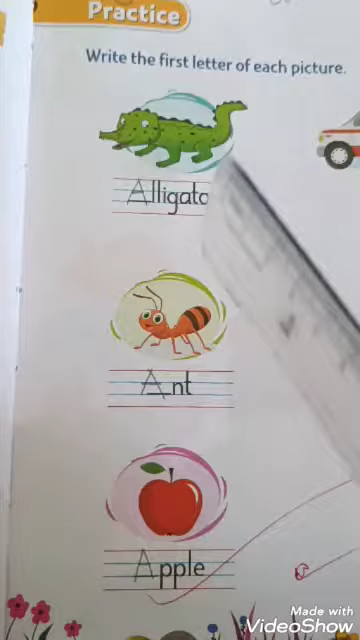 Practice
Write the first letter of each picture.
Alligato
Ant
Apple
Made with
VideoShow